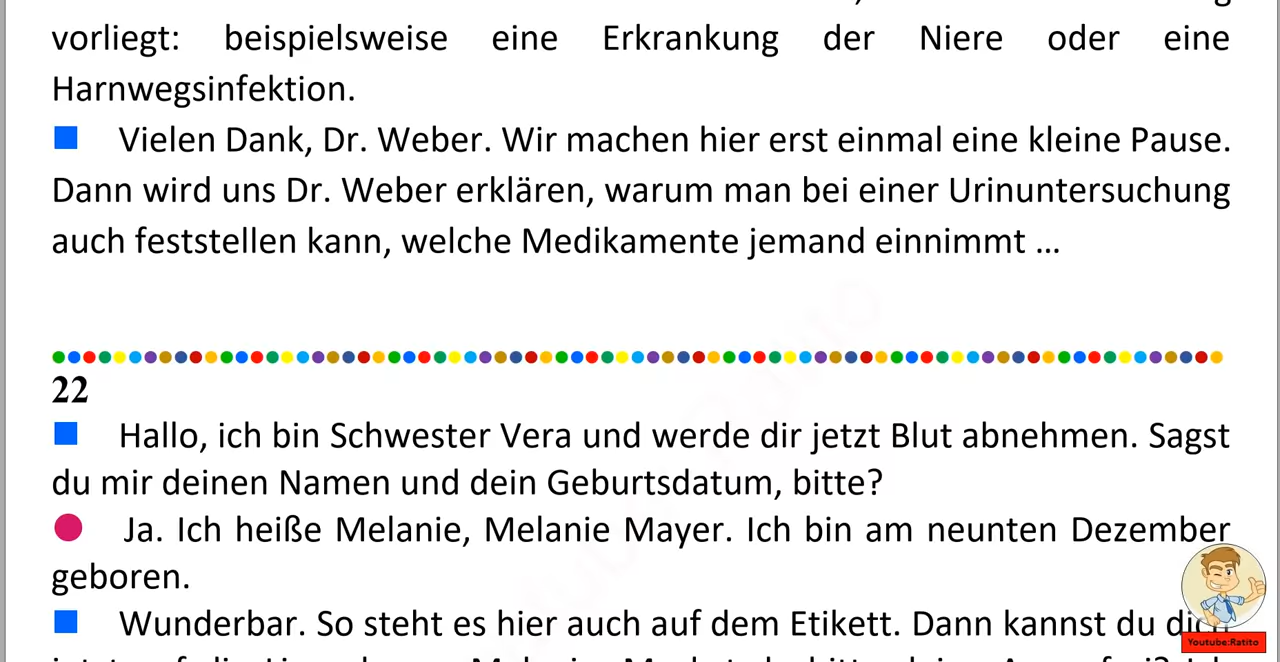 vorliegt: beispielsweise eine Erkrankung der Niere oder eine
Harnwegsinfektion.
Vielen Dank, Dr. Weber. Wir machen hier erst einmal eine kleine Pause.
Dann wird uns Dr. Weber erklären, warum man bei einer Urinuntersuchung
auch feststellen kann, welche Medikamente jemand einnimmt ...
22
Hallo, ich bin Schwester Vera und werde dir jetzt Blut abnehmen. Sagst
du mir deinen Namen und dein Geburtsdatum, bitte?
Ja. Ich heiße Melanie, Melanie Mayer. Ich bin am neunten Dezember
geboren.
Wunderbar. So steht es hier auch auf dem Etikett. Dann kannst du dich
Youtube:Ratito